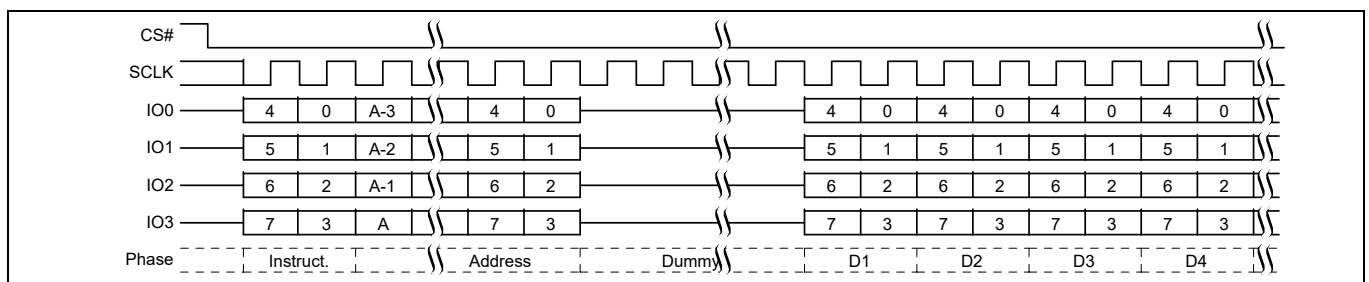 CS#
SCLK
IO0 4 0 A-3 4 0 4 0 4 0 4 0 4 0
IO1 5 1 A-2 5 1 5 1 5 1 5 1 5 1
IO2 6 2 A-1 6 2 6 2 6 2 6 2 6 2
IO3 7 3 A 7 3 7 3 7 3 7 3 7 3
Phase Instruct. Address Dummy D1 D2 D3 D4